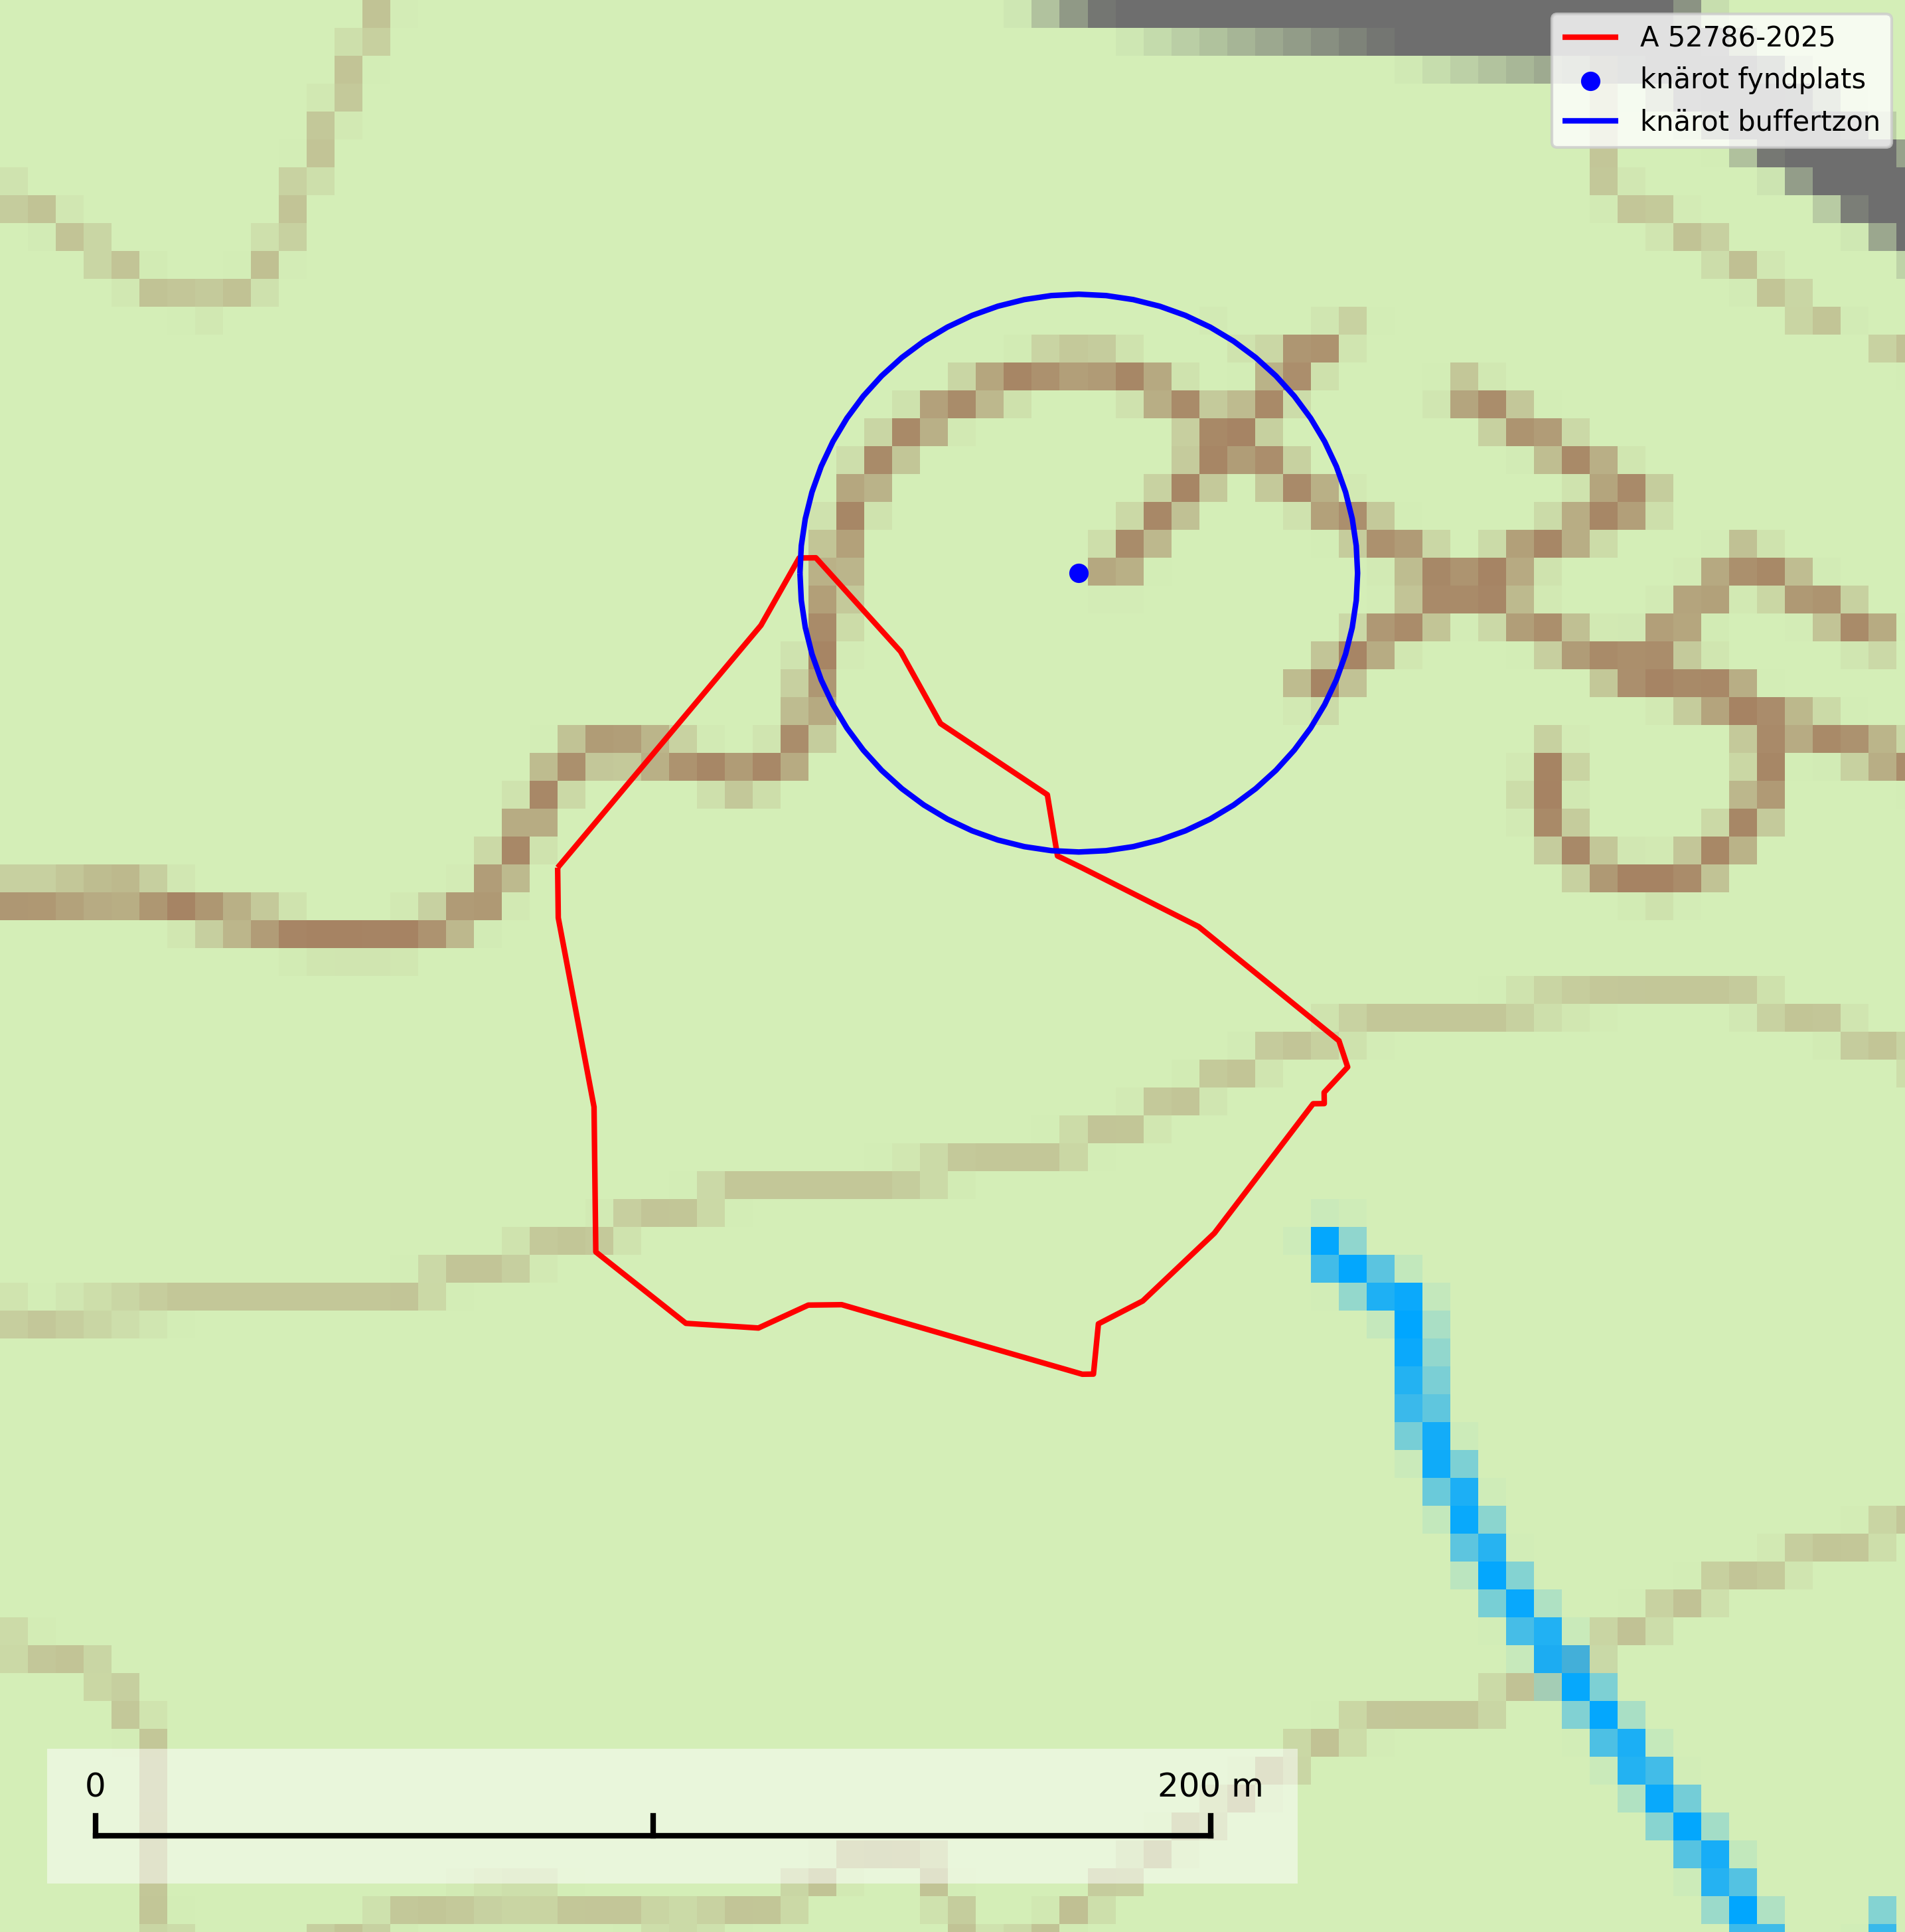 A 52786-2025
knärot fyndplats
knärot buffertzon
0 200 m